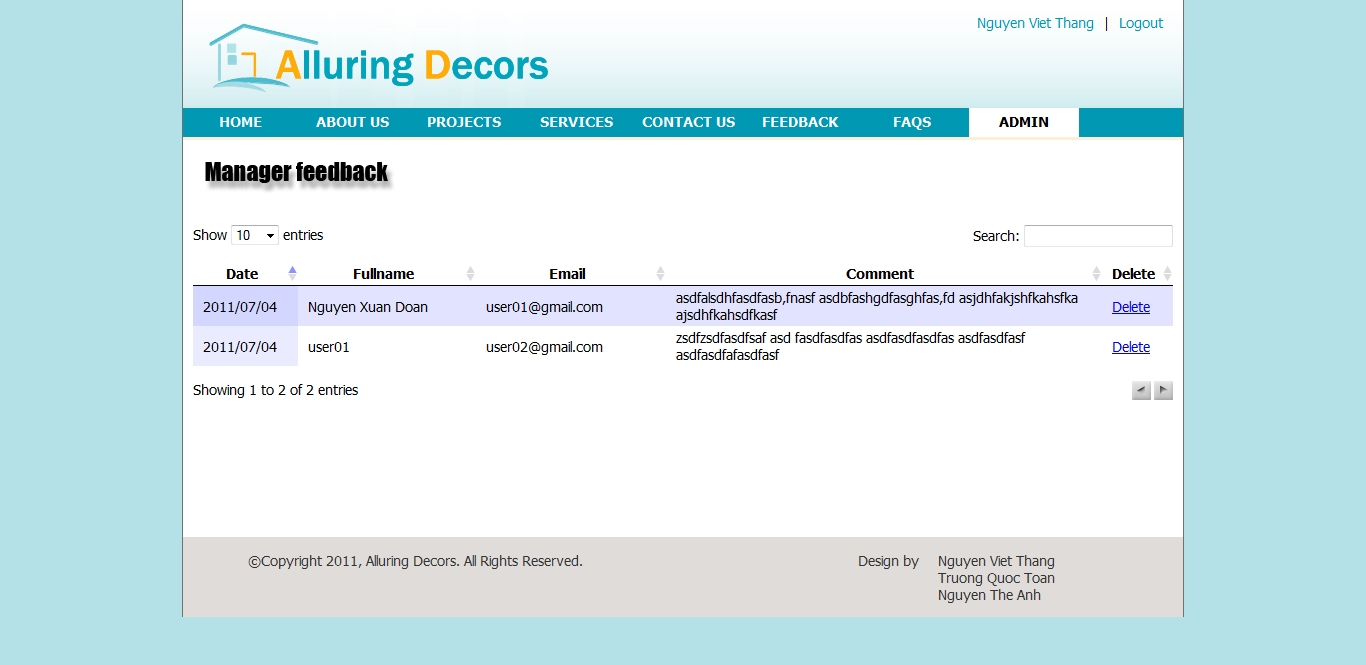 Nguyen Viet Thang | Logout
Alluring Decors
HOME ABOUT US PROJECTS SERVICES CONTACT US FEEDBACK FAQS ADMIN
Manager feedback
Show 10 entries Search:
Date Fullname Email Comment Delete
2011/07/04 Nguyen Xuan Doan user01@gmail.com asdfalsdhfasdfasb,fnasf asdbfashgdfasghfas,fd asjdhfakjshfkahsfka
ajsdhfkahsdfkasf Delete
2011/07/04 user01 user02@gmail.com zsdfzsdfasdfsaf asd fasdfasdfas asdfasdfasdfas asdfasdfasf
asdfasdfafasdfasf Delete
Showing 1 to 2 of 2 entries
©Copyright 2011, Alluring Decors. All Rights Reserved. Design by Nguyen Viet Thang
Truong Quoc Toan
Nguyen The Anh